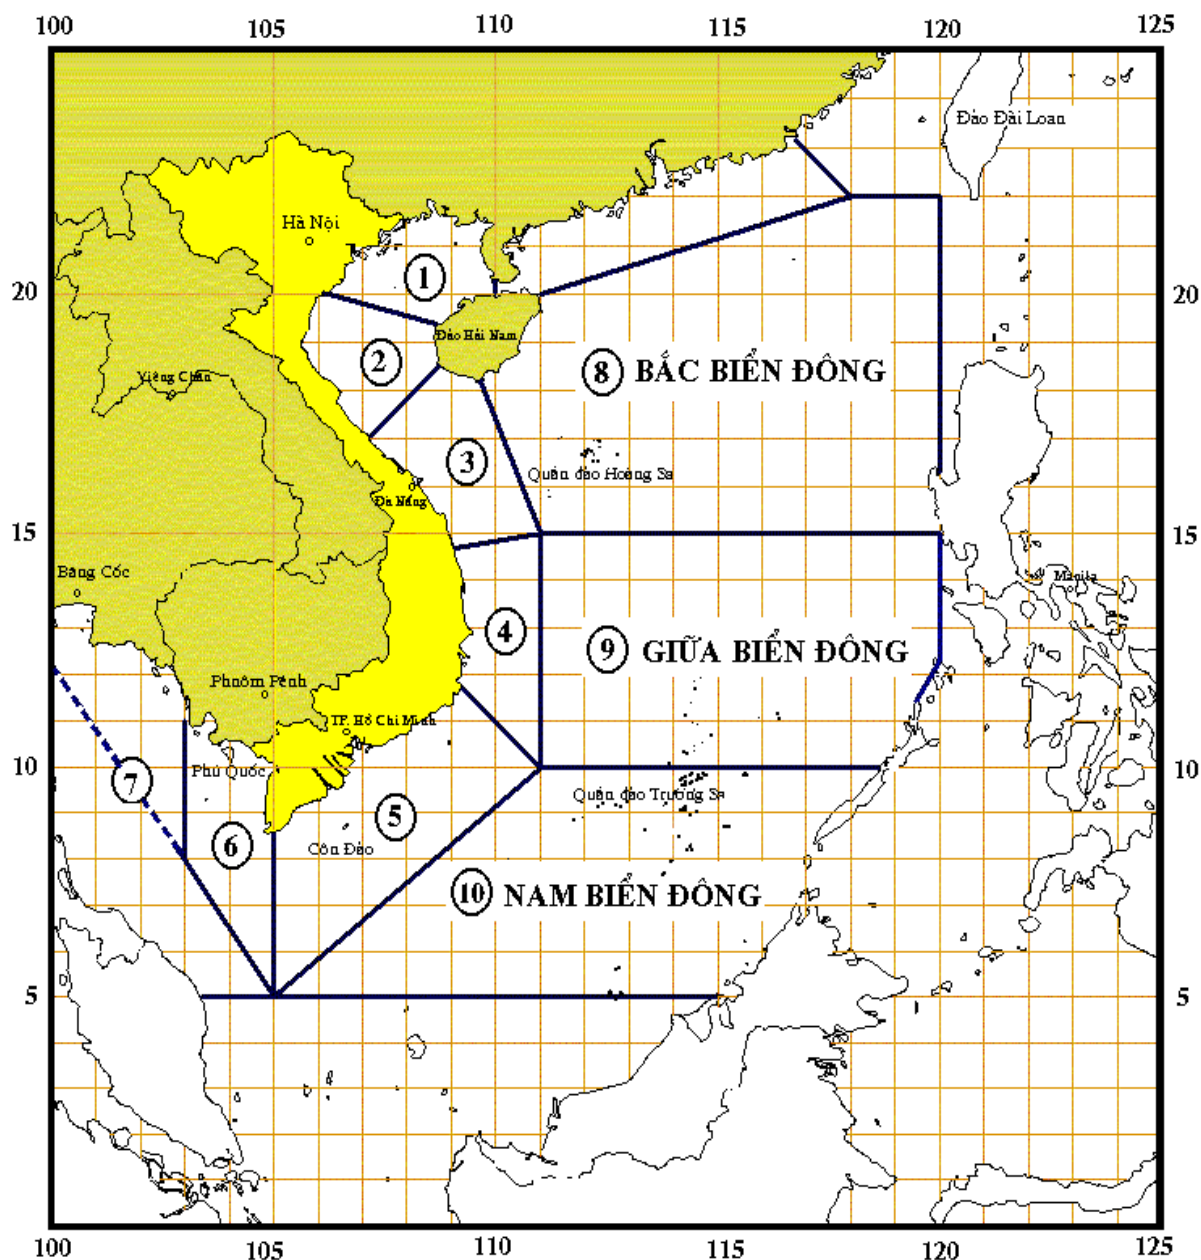 100 105 110 115 120 125
Đảo Đài Loan
Hà Nội
1
20 20
Đảo Hải Nam
2
8 BẮC BIỂN ĐÔNG
Viêng Chăn
3
Quần đảo Hoàng Sa
Đà Nẵng
15 15
Băng Cốc
Manila
4
9 GIỮA BIỂN ĐÔNG
Phnôm Pênh
TP. Hồ Chí Minh
Phú Quốc
10 10
7
Quần đảo Trường Sa
5
6
Côn Đảo
10 NAM BIỂN ĐÔNG
5 5
100 105 110 115 120 125